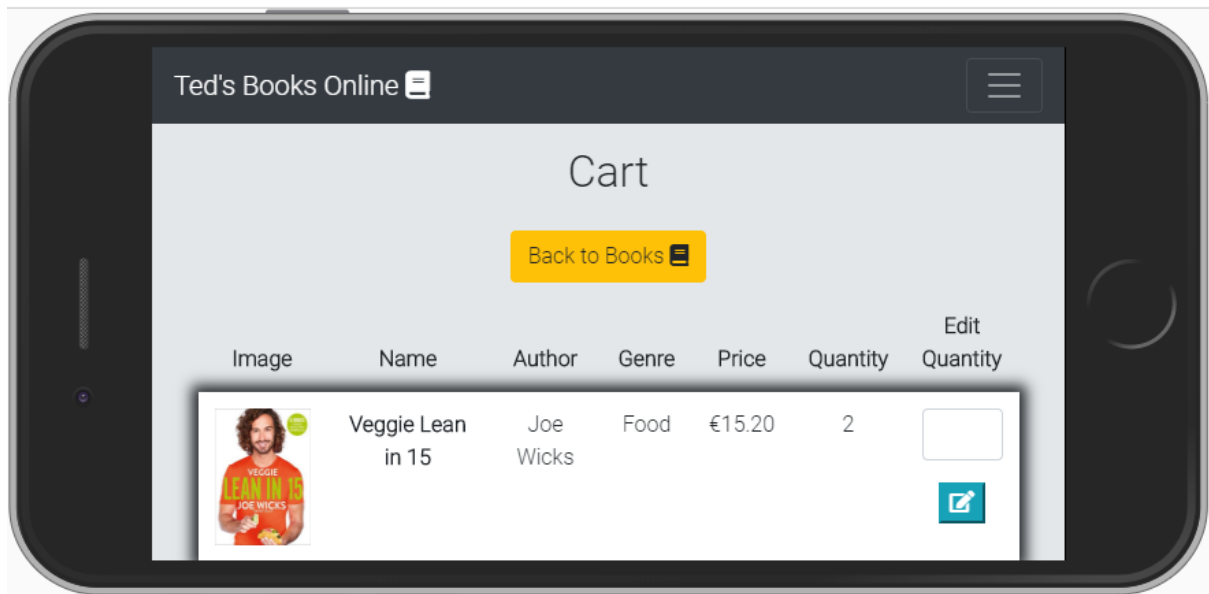 Ted's Books Online
Cart
Back to Books
Image Name Author Genre Price Quantity Edit Quantity
Veggie Lean in 15 Joe Wicks Food €15.20 2
VEGGIE
LEAN IN 15
JOE WICKS